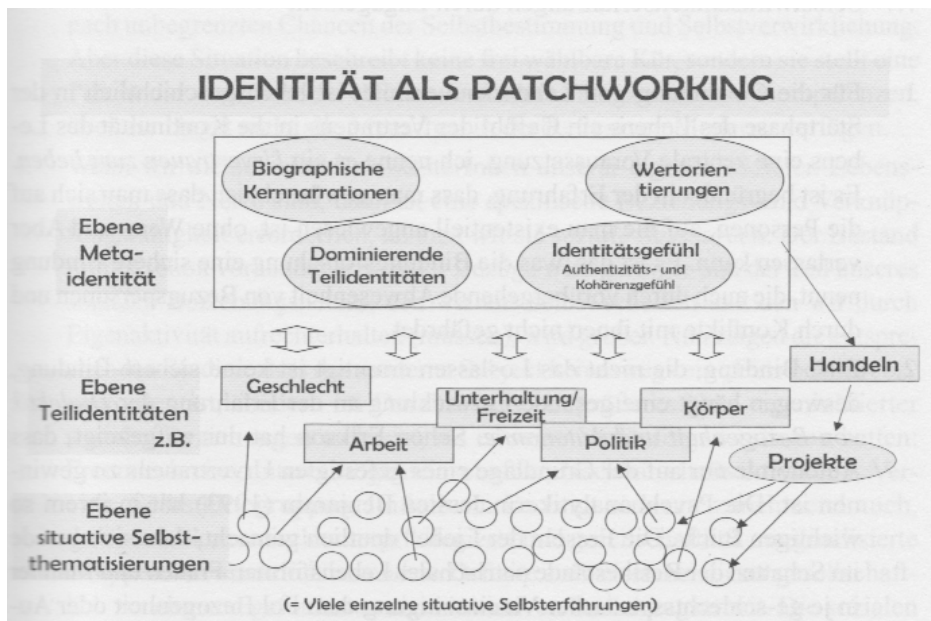 IDENTITÄT ALS PATCHWORKING
Biographische
Kernnarrationen
Wertorien-
tierungen
Ebene
Meta-
identität
Dominierende
Teilidentitäten
Identitätsgefühl
Authentizitäts- und
Kohärenzgefühl
Handeln
Ebene
Teilidentitäten
z.B.
Geschlecht
Unterhaltung/
Freizeit
Körper
Arbeit
Politik
Projekte
Ebene
situative Selbst-
thematisierungen
(= Viele einzelne situative Selbsterfahrungen)